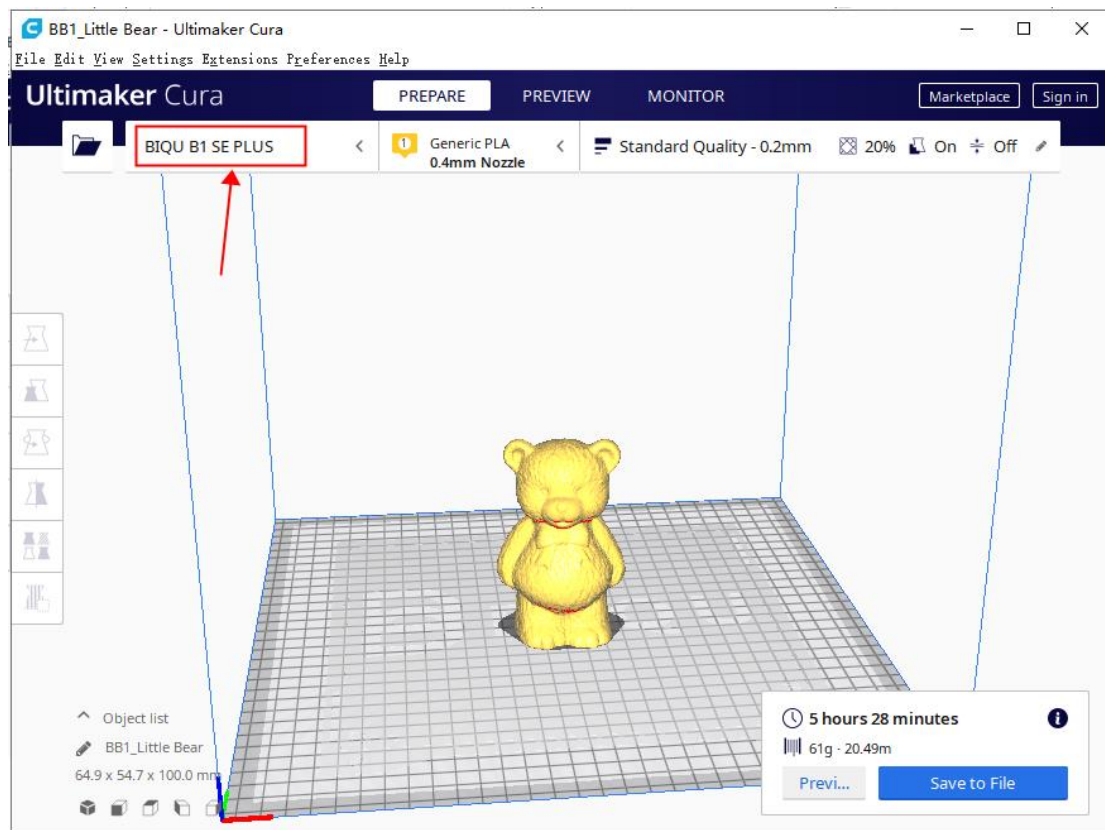 BB1_Little Bear - Ultimaker Cura
File Edit View Settings Extensions Preferences Help
Ultimaker Cura PREPARE PREVIEW MONITOR Marketplace Sign in
BIQU B1 SE PLUS 1 Generic PLA Standard Quality - 0.2mm 20% On Off
0.4mm Nozzle
Object list
BB1_Little Bear
64.9 x 54.7 x 100.0 mm
5 hours 28 minutes
61g · 20.49m
Previ... Save to File